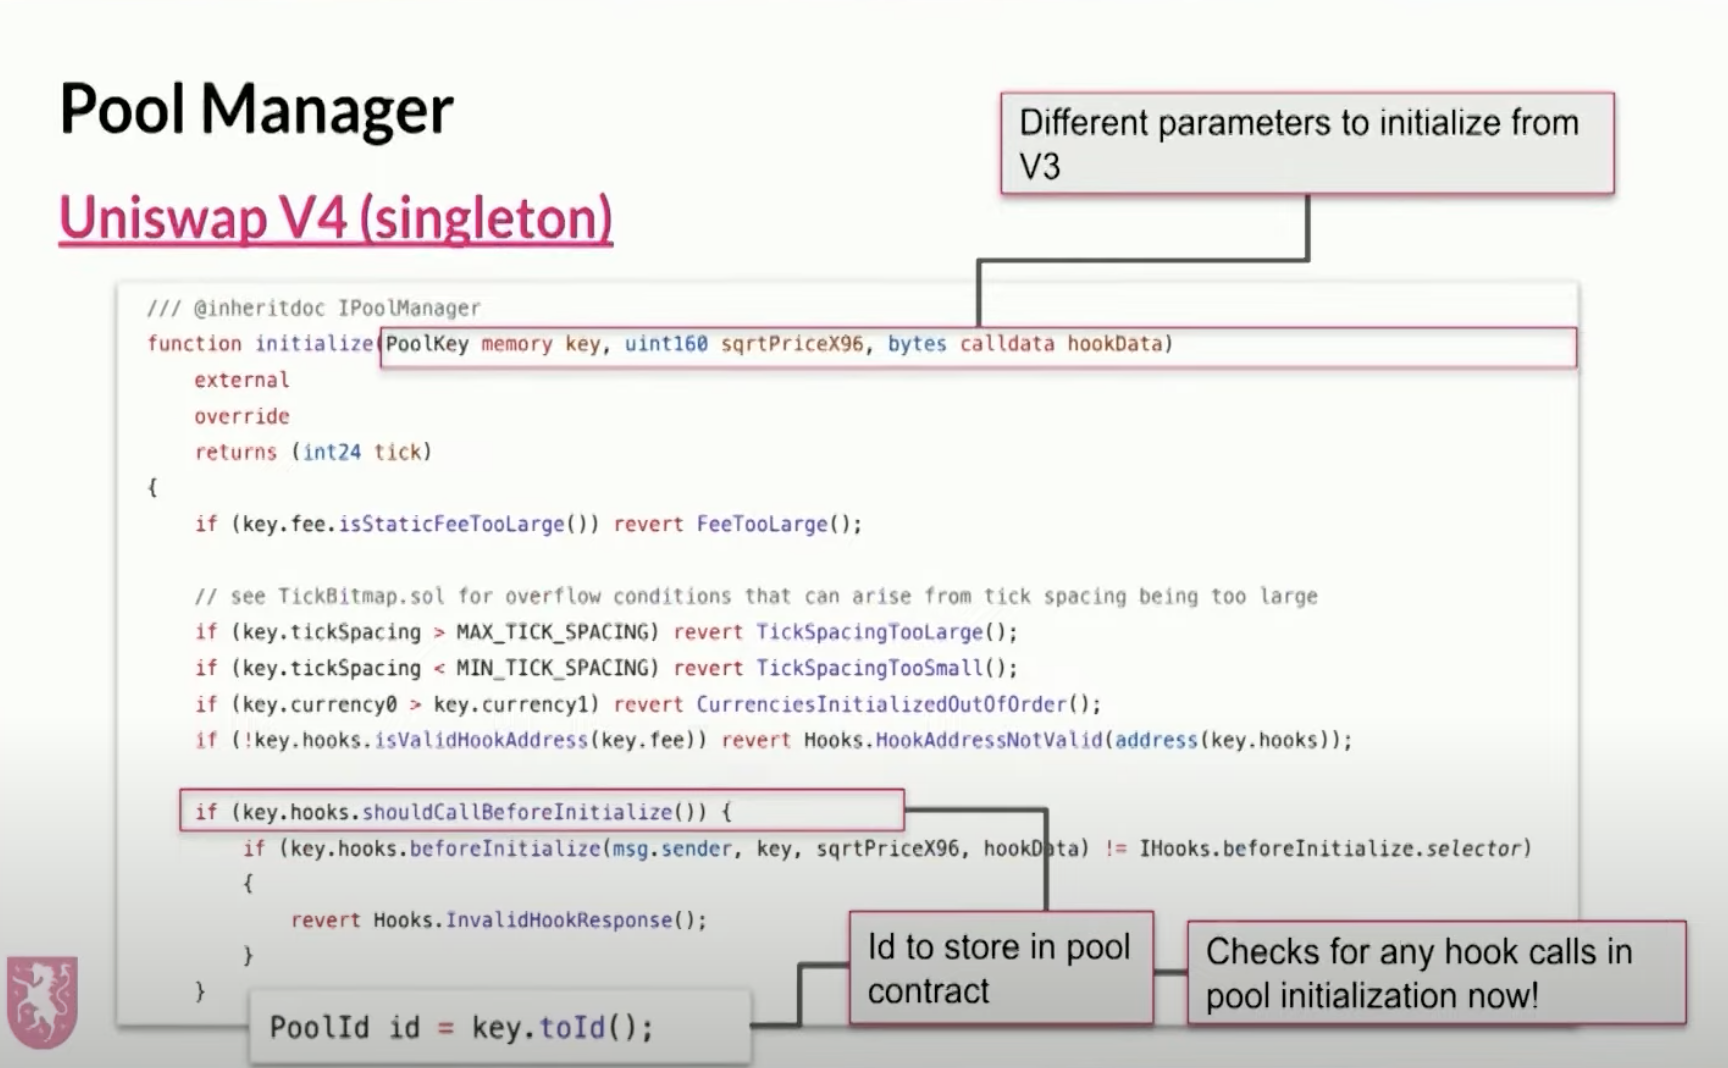 Pool Manager
Different parameters to initialize from
V3
Uniswap V4 (singleton)
/// @inheritdoc IPoolManager
function initialize(PoolKey memory key, uint160 sqrtPriceX96, bytes calldata hookData)
external
override
returns (int24 tick)
{
if (key.fee.isStaticFeeTooLarge()) revert FeeTooLarge();
// see TickBitmap.sol for overflow conditions that can arise from tick spacing being too large
if (key.tickSpacing > MAX_TICK_SPACING) revert TickSpacingTooLarge();
if (key.tickSpacing < MIN_TICK_SPACING) revert TickSpacingTooSmall();
if (key.currency0 > key.currency1) revert CurrenciesInitializedOutOfOrder();
if (!key.hooks.isValidHookAddress(key.fee)) revert Hooks.HookAddressNotValid(address(key.hooks));
if (key.hooks.shouldCallBeforeInitialize()) {
if (key.hooks.beforeInitialize(msg.sender, key, sqrtPriceX96, hookData) != IHooks.beforeInitialize.selector)
{
revert Hooks.InvalidHookResponse();
}
}
Id to store in pool
contract
Checks for any hook calls in
pool initialization now!
PoolId id = key.toId();